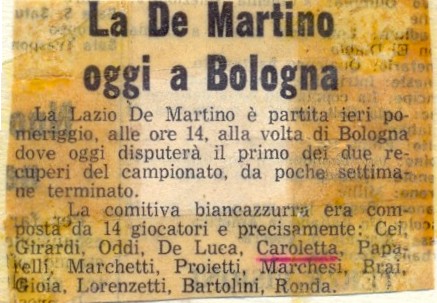 La De Martino
oggi a Bologna
La Lazio De Martino è partita ieri po-
meriggio, alle ore 14, alla volta di Bologna
dove oggi disputerà il primo dei due re-
cuperi del campionato, da poche settima-
ne terminato.
La comitiva biancazzurra era com-
posta da 14 giocatori e precisamente: Cei,
Girardi, Oddi, De Luca, Caroletta, Papa-
relli, Marchetti, Proietti, Marchesi, Brai,
Gioia, Lorenzetti, Bartolini, Ronda.